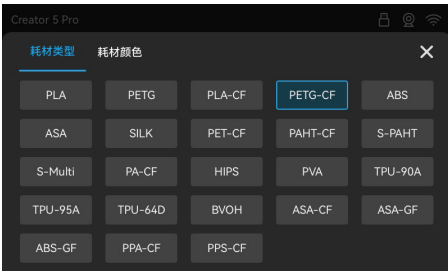 Creator 5 Pro
耗材类型 耗材颜色
PLA PETG PLA-CF PETG-CF ABS
ASA SILK PET-CF PAHT-CF S-PAHT
S-Multi PA-CF HIPS PVA TPU-90A
TPU-95A TPU-64D BVOH ASA-CF ASA-GF
ABS-GF PPA-CF PPS-CF